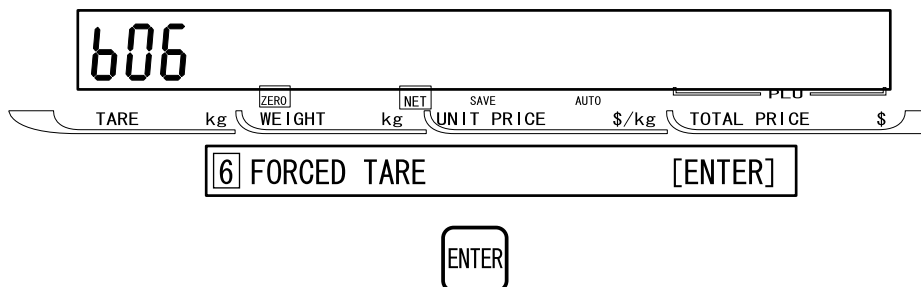 b06
ZERO NET SAVE AUTO PLU
TARE kg WEIGHT kg UNIT PRICE $/kg TOTAL PRICE $
6 FORCED TARE [ENTER]
ENTER